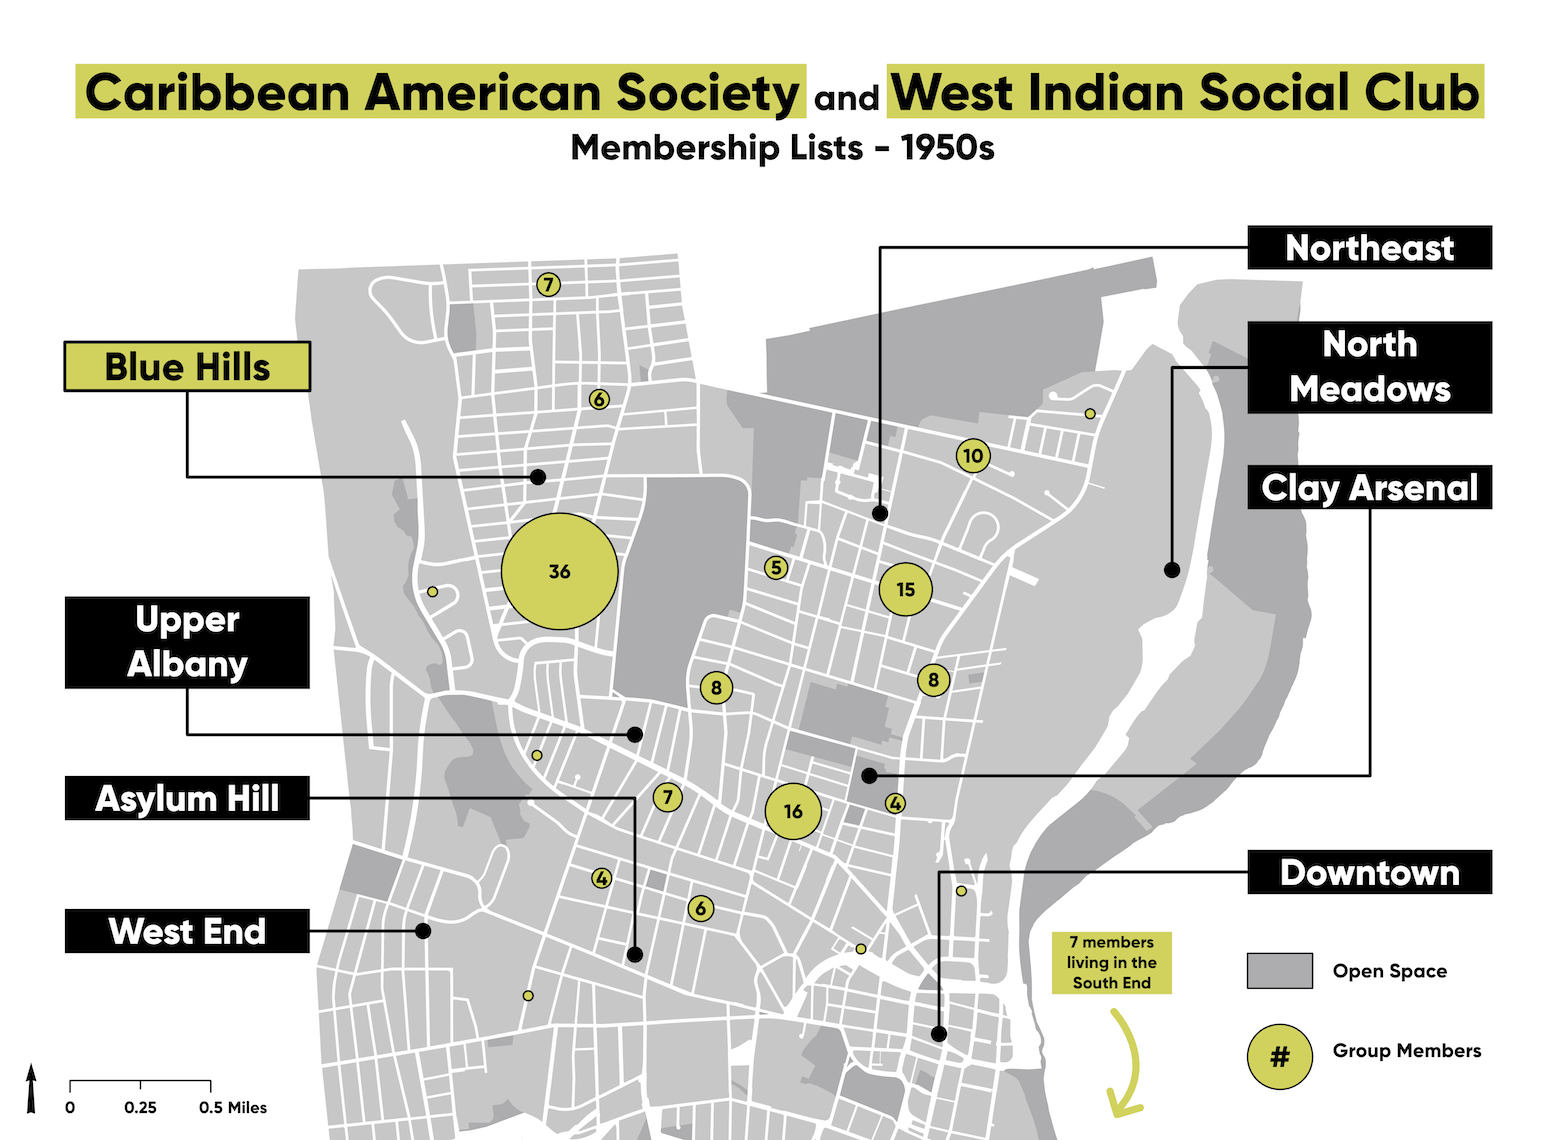 Caribbean American Society and West Indian Social Club
Membership Lists - 1950s
Northeast
7
North
Meadows
Blue Hills
6
10
Clay Arsenal
36
5
15
Upper
Albany
8
8
Asylum Hill
7
16
4
Downtown
4
6
West End
7 members
living in the
South End
Open Space
#
Group Members
0
0.25
0.5 Miles